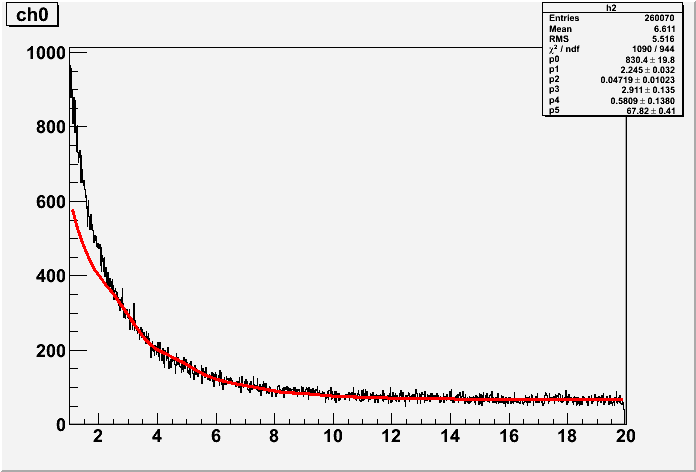 ch0
h2
Entries 260070
Mean 6.611
RMS 5.516
χ² / ndf 1090 / 944
p0 830.4 ± 19.8
p1 2.245 ± 0.032
p2 0.04719 ± 0.01023
p3 2.911 ± 0.135
p4 0.5809 ± 0.1380
p5 67.82 ± 0.41
1000
800
600
400
200
0
2 4 6 8 10 12 14 16 18 20